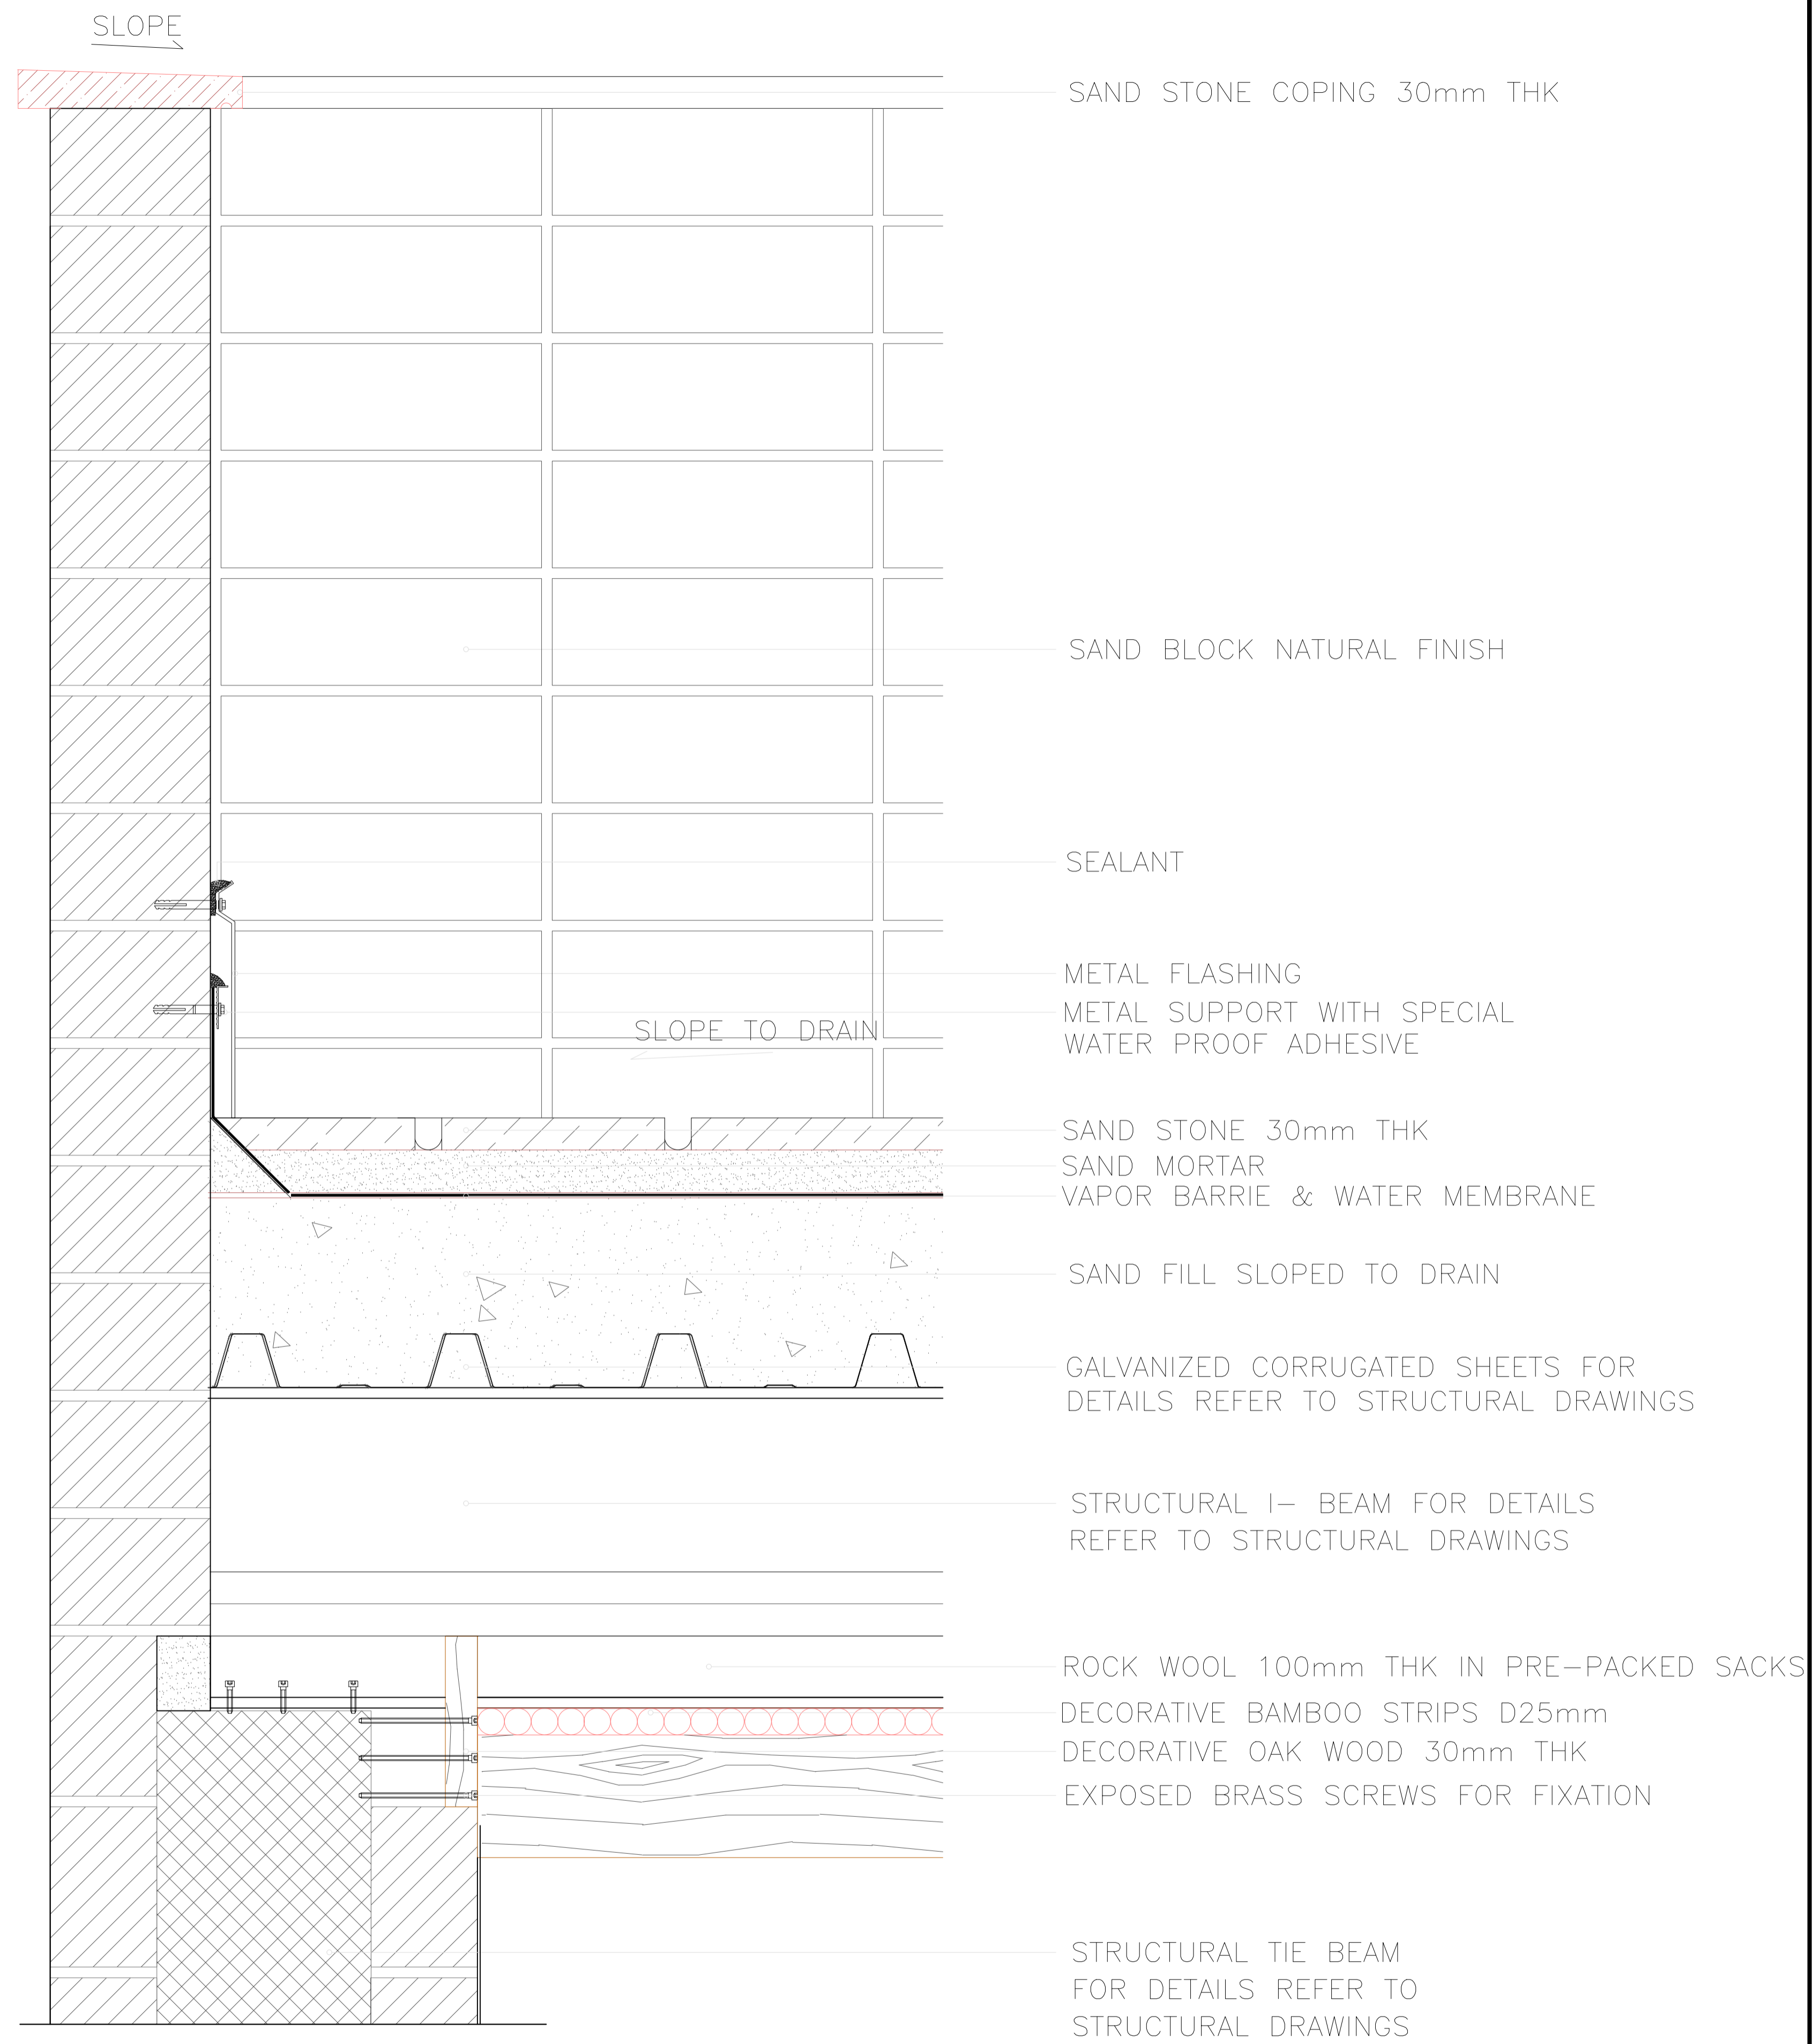 SLOPE
SAND STONE COPING 30mm THK
SAND BLOCK NATURAL FINISH
SEALANT
METAL FLASHING
METAL SUPPORT WITH SPECIAL
WATER PROOF ADHESIVE
SLOPE TO DRAIN
SAND STONE 30mm THK
SAND MORTAR
VAPOR BARRIE & WATER MEMBRANE
SAND FILL SLOPED TO DRAIN
GALVANIZED CORRUGATED SHEETS FOR
DETAILS REFER TO STRUCTURAL DRAWINGS
STRUCTURAL I- BEAM FOR DETAILS
REFER TO STRUCTURAL DRAWINGS
ROCK WOOL 100mm THK IN PRE-PACKED SACKS
DECORATIVE BAMBOO STRIPS D25mm
DECORATIVE OAK WOOD 30mm THK
EXPOSED BRASS SCREWS FOR FIXATION
STRUCTURAL TIE BEAM
FOR DETAILS REFER TO
STRUCTURAL DRAWINGS